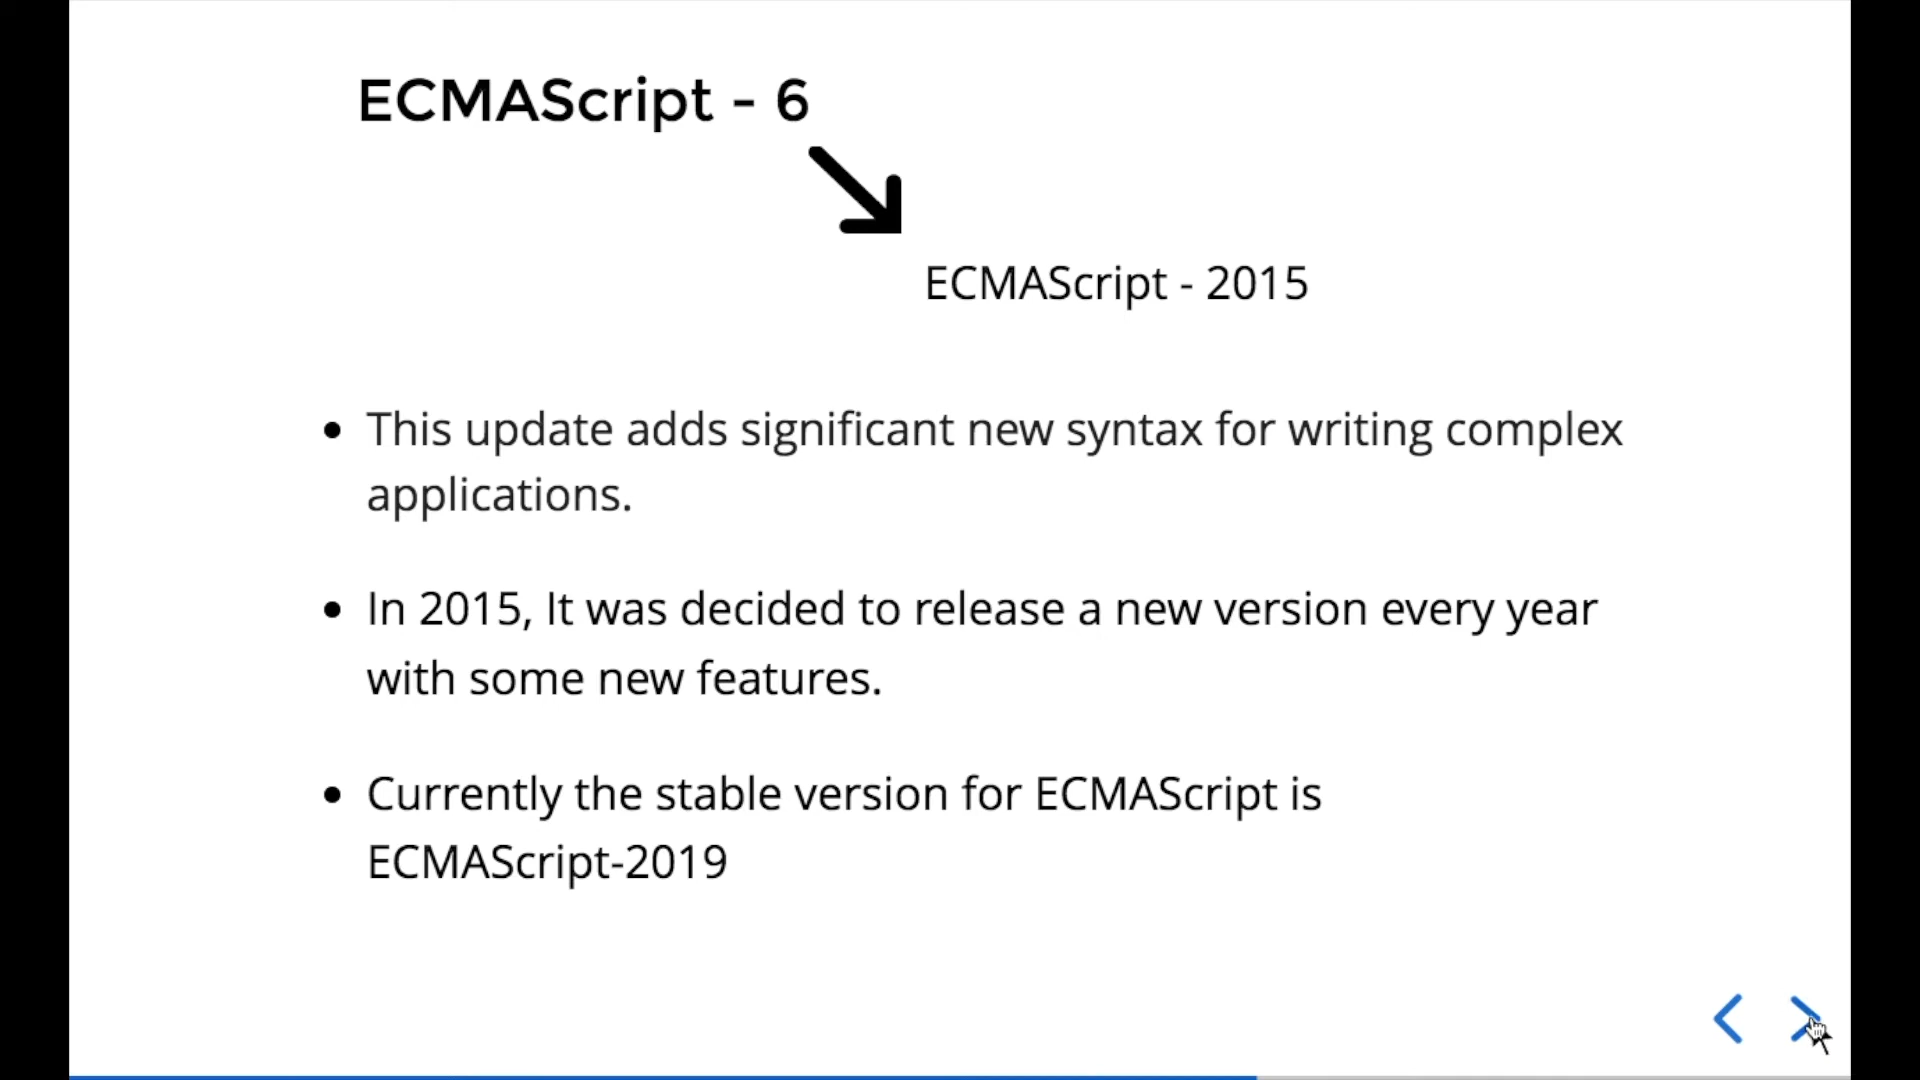 ECMAScript - 6
ECMAScript - 2015
This update adds significant new syntax for writing complex
applications.
In 2015, It was decided to release a new version every year
with some new features.
Currently the stable version for ECMAScript is
ECMAScript-2019